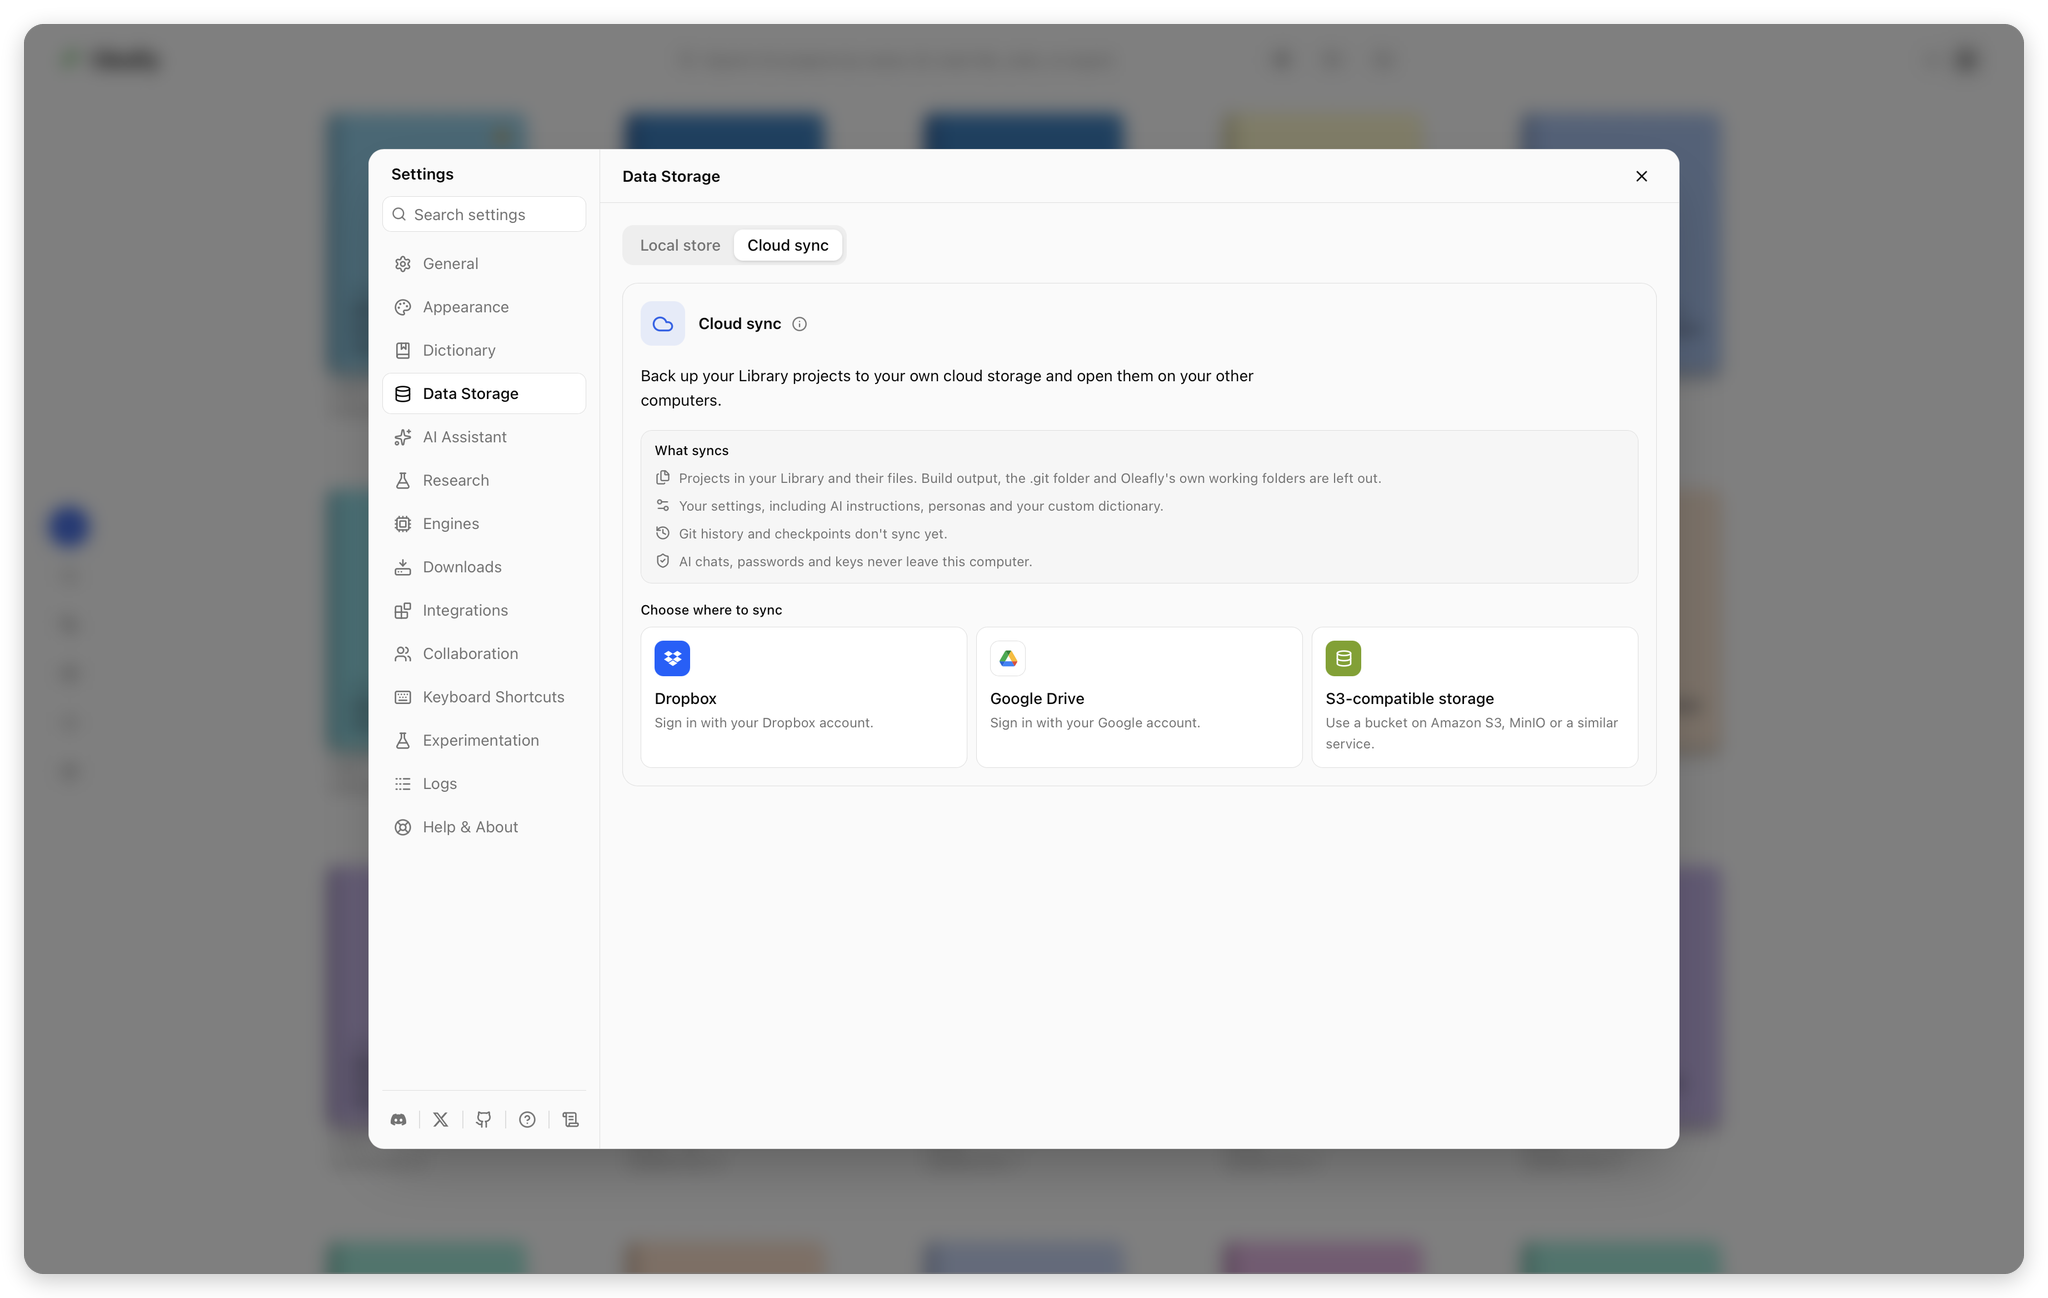 Settings
Search settings
General
Appearance
Dictionary
Data Storage
AI Assistant
Research
Engines
Downloads
Integrations
Collaboration
Keyboard Shortcuts
Experimentation
Logs
Help & About
Data Storage
Local store
Cloud sync
Cloud sync
Back up your Library projects to your own cloud storage and open them on your other
computers.
What syncs
Projects in your Library and their files. Build output, the .git folder and Oleafly's own working folders are left out.
Your settings, including AI instructions, personas and your custom dictionary.
Git history and checkpoints don't sync yet.
AI chats, passwords and keys never leave this computer.
Choose where to sync
Dropbox
Sign in with your Dropbox account.
Google Drive
Sign in with your Google account.
S3-compatible storage
Use a bucket on Amazon S3, MinIO or a similar
service.